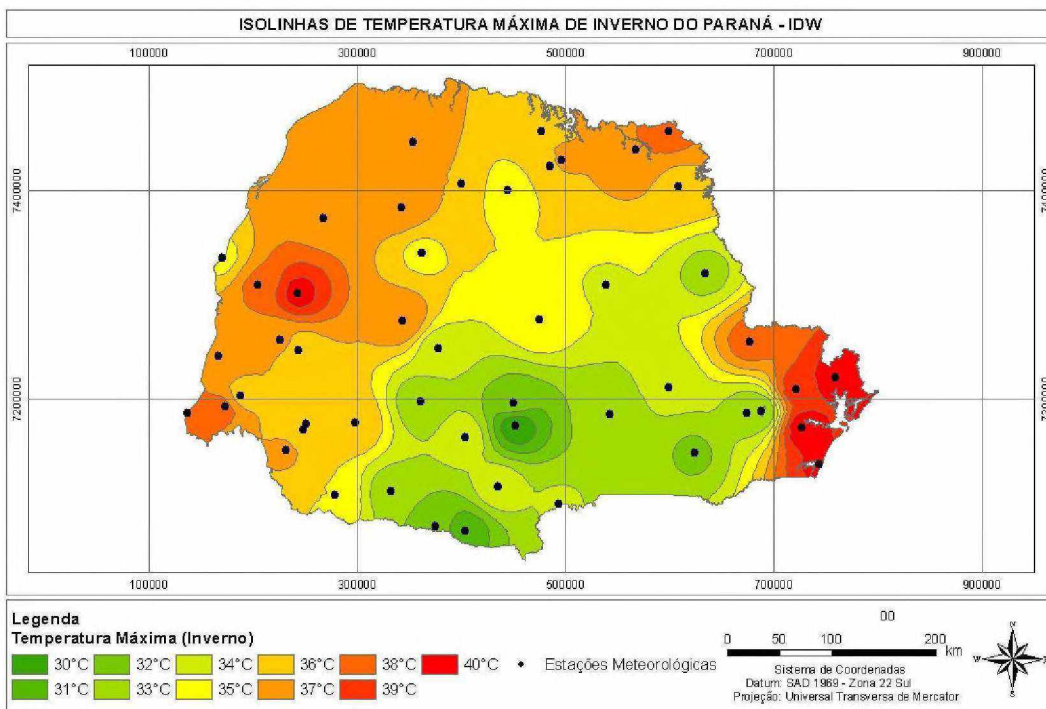 ISOLINHAS DE TEMPERATURA MÁXIMA DE INVERNO DO PARANÁ - IDW
100000 300000 500000 700000 900000
7400000 7400000
7200000 7200000
100000 300000 500000 700000 900000
Legenda
Temperatura Máxima (Inverno)
30°C 32°C 34°C 36°C 38°C 40°C Estações Meteorológicas
31°C 33°C 35°C 37°C 39°C
00
0 50 100 200
km
Sistema de Coordenadas
Datum: SAD 1969 - Zona 22 Sul
Projeção: Universal Transversa de Mercator